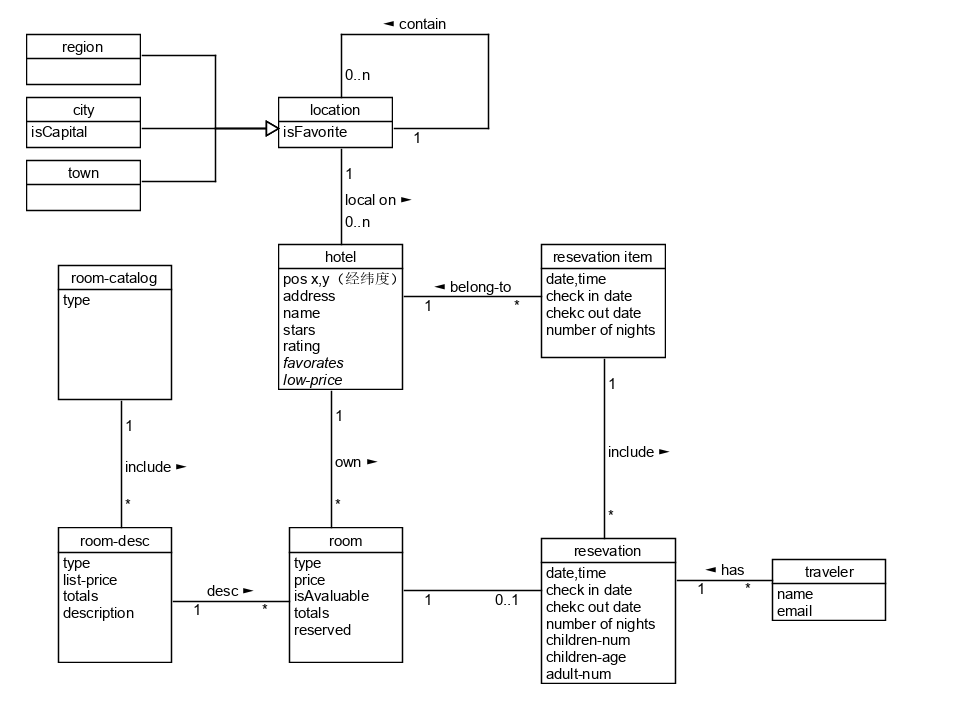 ◄ contain
region
0..n
city
isCapital
location
isFavorite
1
town
1
local on ►
0..n
hotel
pos x,y（经纬度）
address
name
stars
rating
favorates
low-price
◄ belong-to
1
*
resevation item
date,time
check in date
chekc out date
number of nights
room-catalog
type
1
include ►
*
1
own ►
*
1
include ►
*
room-desc
type
list-price
totals
description
desc ►
1
*
room
type
price
isAvaluable
totals
reserved
1
0..1
resevation
date,time
check in date
chekc out date
number of nights
children-num
children-age
adult-num
◄ has
1
*
traveler
name
email